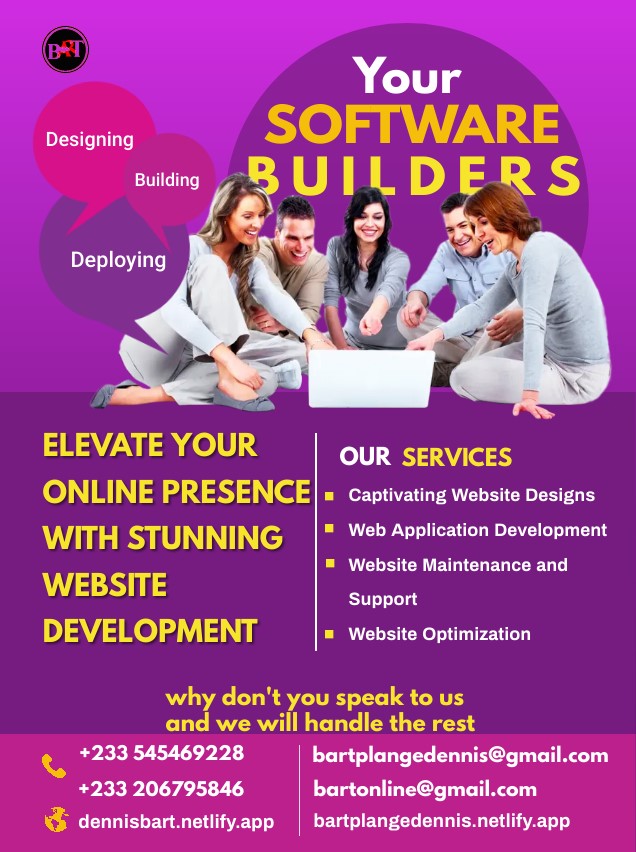 BRT
Your
SOFTWARE
BUILDERS
Designing
Building
Deploying
ELEVATE YOUR
ONLINE PRESENCE
WITH STUNNING
WEBSITE
DEVELOPMENT
OUR SERVICES
Captivating Website Designs
Web Application Development
Website Maintenance and
Support
Website Optimization
why don't you speak to us
and we will handle the rest
+233 545469228
+233 206795846
dennisbart.netlify.app
bartplangedennis@gmail.com
bartonline@gmail.com
bartplangedennis.netlify.app